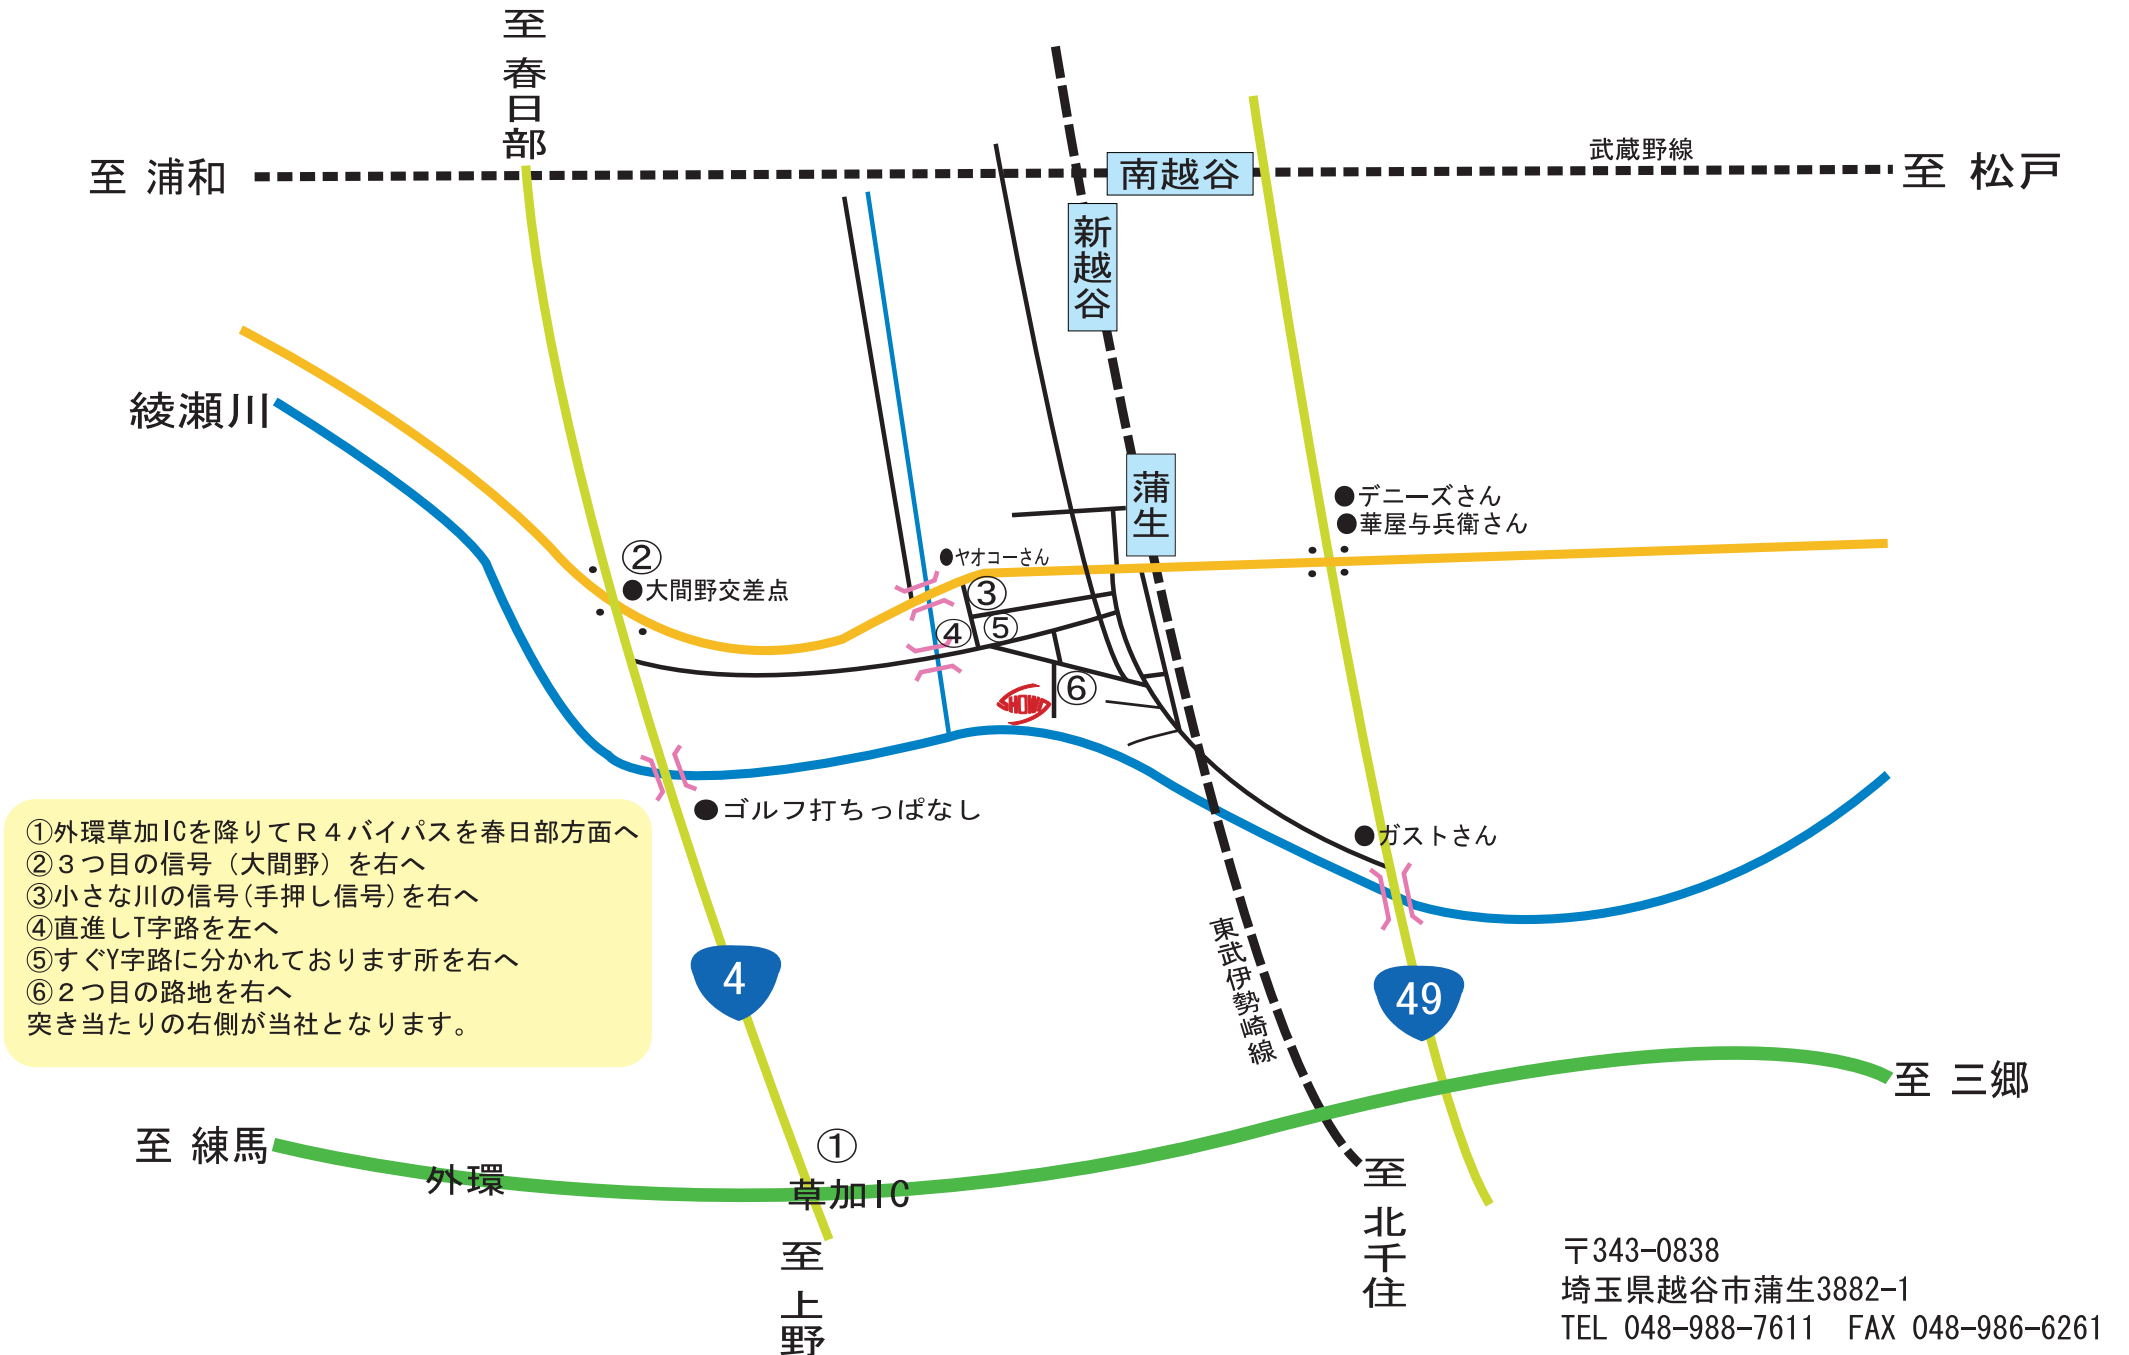 至 春日部
至 浦和
武蔵野線
至 松戸
南越谷
新越谷
綾瀬川
蒲生
●デニーズさん
●華屋与兵衛さん
②
●大間野交差点
●ヤオコーさん
③
④
⑤
⑥
SHOWA
●ゴルフ打ちっぱなし
●ガストさん
①外環草加ICを降りてR4バイパスを春日部方面へ
②3つ目の信号(大間野)を右へ
③小さな川の信号(手押し信号)を右へ
④直進しT字路を左へ
⑤すぐY字路に分かれております所を右へ
⑥2つ目の路地を右へ
突き当たりの右側が当社となります。
4
49
東武伊勢崎線
至 三郷
至 練馬
外環
①
草加IC
至 上野
至 北千住
〒343-0838
埼玉県越谷市蒲生3882-1
TEL 048-988-7611 FAX 048-986-6261